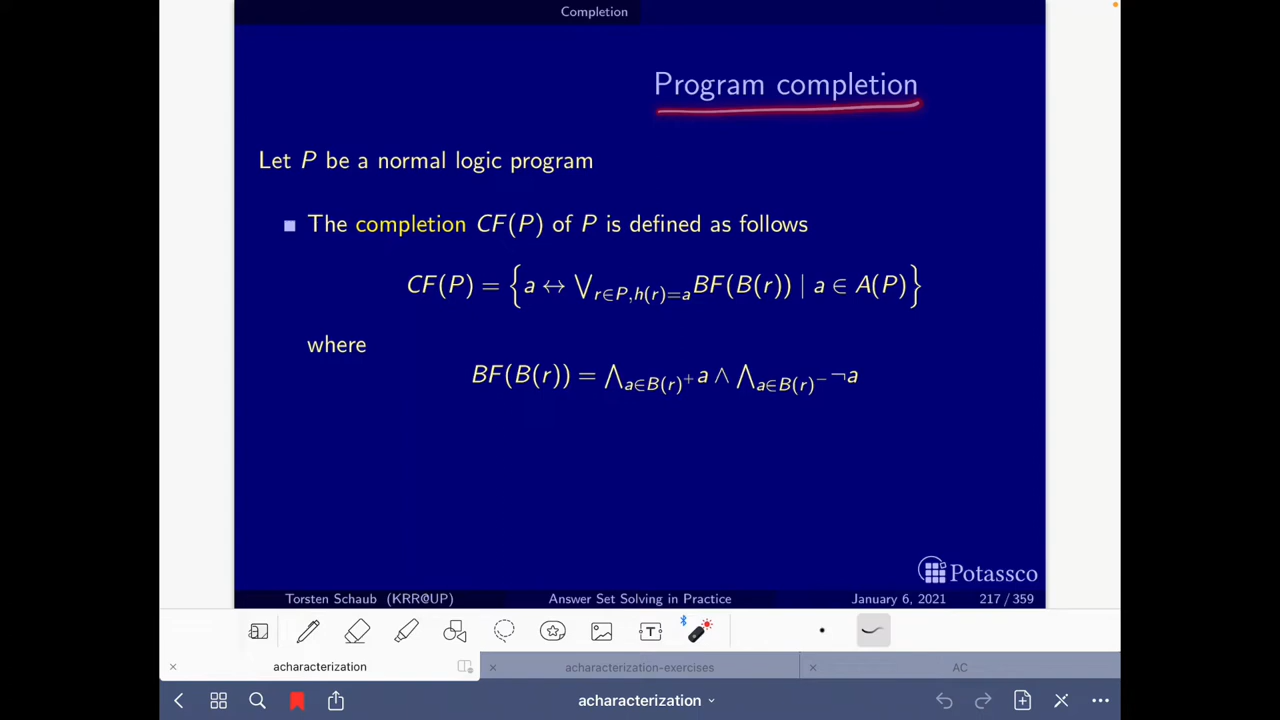 Completion
Program completion
Let P be a normal logic program
The completion CF(P) of P is defined as follows
CF(P) = {a ↔ ⋁r∈P,h(r)=a BF(B(r)) | a ∈ A(P)}
where
BF(B(r)) = ⋀a∈B(r)⁺ a ∧ ⋀a∈B(r)⁻ ¬a
Potassco
Torsten Schaub (KRR@UP) Answer Set Solving in Practice January 6, 2021 217 / 359
T
acharacterization acharacterization-exercises AC
acharacterization